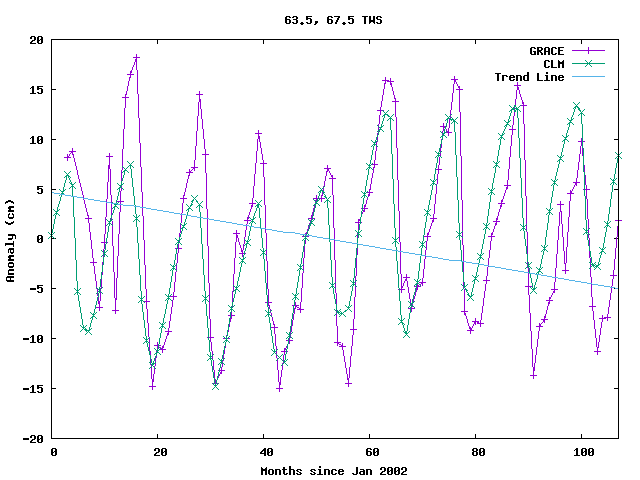 63.5, 67.5 TWS
GRACE
CLM
Trend Line
20
15
10
5
0
-5
-10
-15
-20
Anomaly (cm)
0 20 40 60 80 100
Months since Jan 2002